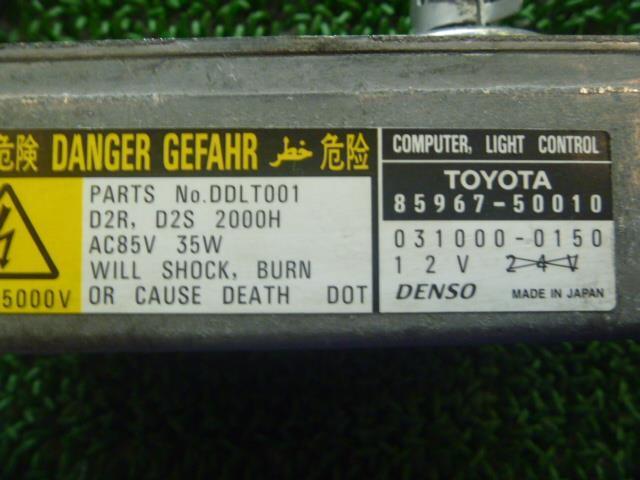 危険 DANGER GEFAHR خطر 危险
PARTS No.DDLT001
D2R, D2S 2000H
AC85V 35W
WILL SHOCK, BURN
OR CAUSE DEATH DOT
5000V
COMPUTER, LIGHT CONTROL
TOYOTA
85967-50010
031000-0150
12V 24V
DENSO MADE IN JAPAN